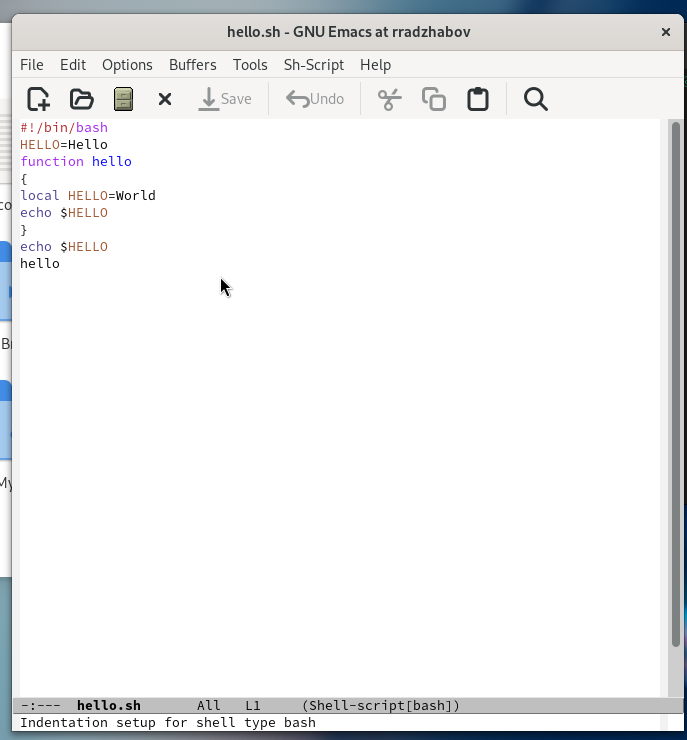 hello.sh - GNU Emacs at rradzhabov
File Edit Options Buffers Tools Sh-Script Help
Save Undo
#!/bin/bash
HELLO=Hello
function hello
{
local HELLO=World
echo $HELLO
}
echo $HELLO
hello
co
Br
My
-:--- hello.sh All L1 (Shell-script[bash])
Indentation setup for shell type bash